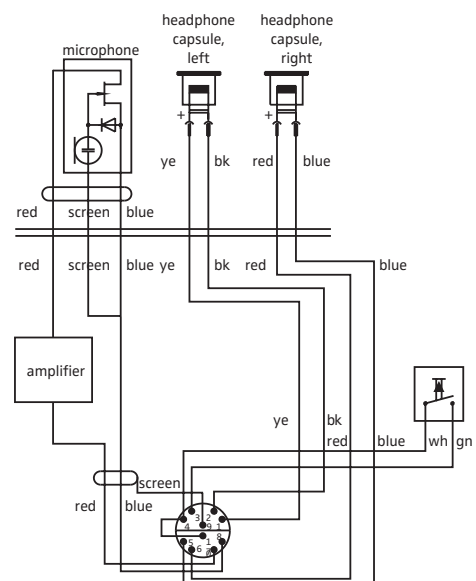 headphone
capsule,
left
headphone
capsule,
right
microphone
+
+
ye
bk
red
blue
red
screen
blue
red
screen
blue
ye
bk
red
blue
amplifier
ye
bk
red
blue
wh
gn
screen
red
blue
3
2
4
9
1
5
1
8
6